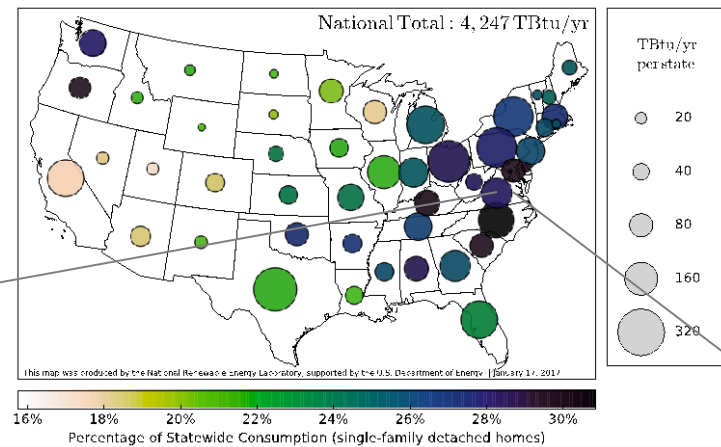 National Total : 4,247 TBtu/yr
TBtu/yr
per state
20
40
80
160
320
This map was produced by the National Renewable Energy Laboratory, supported by the U.S. Department of Energy | January 17, 2017
16% 18% 20% 22% 24% 26% 28% 30%
Percentage of Statewide Consumption (single-family detached homes)